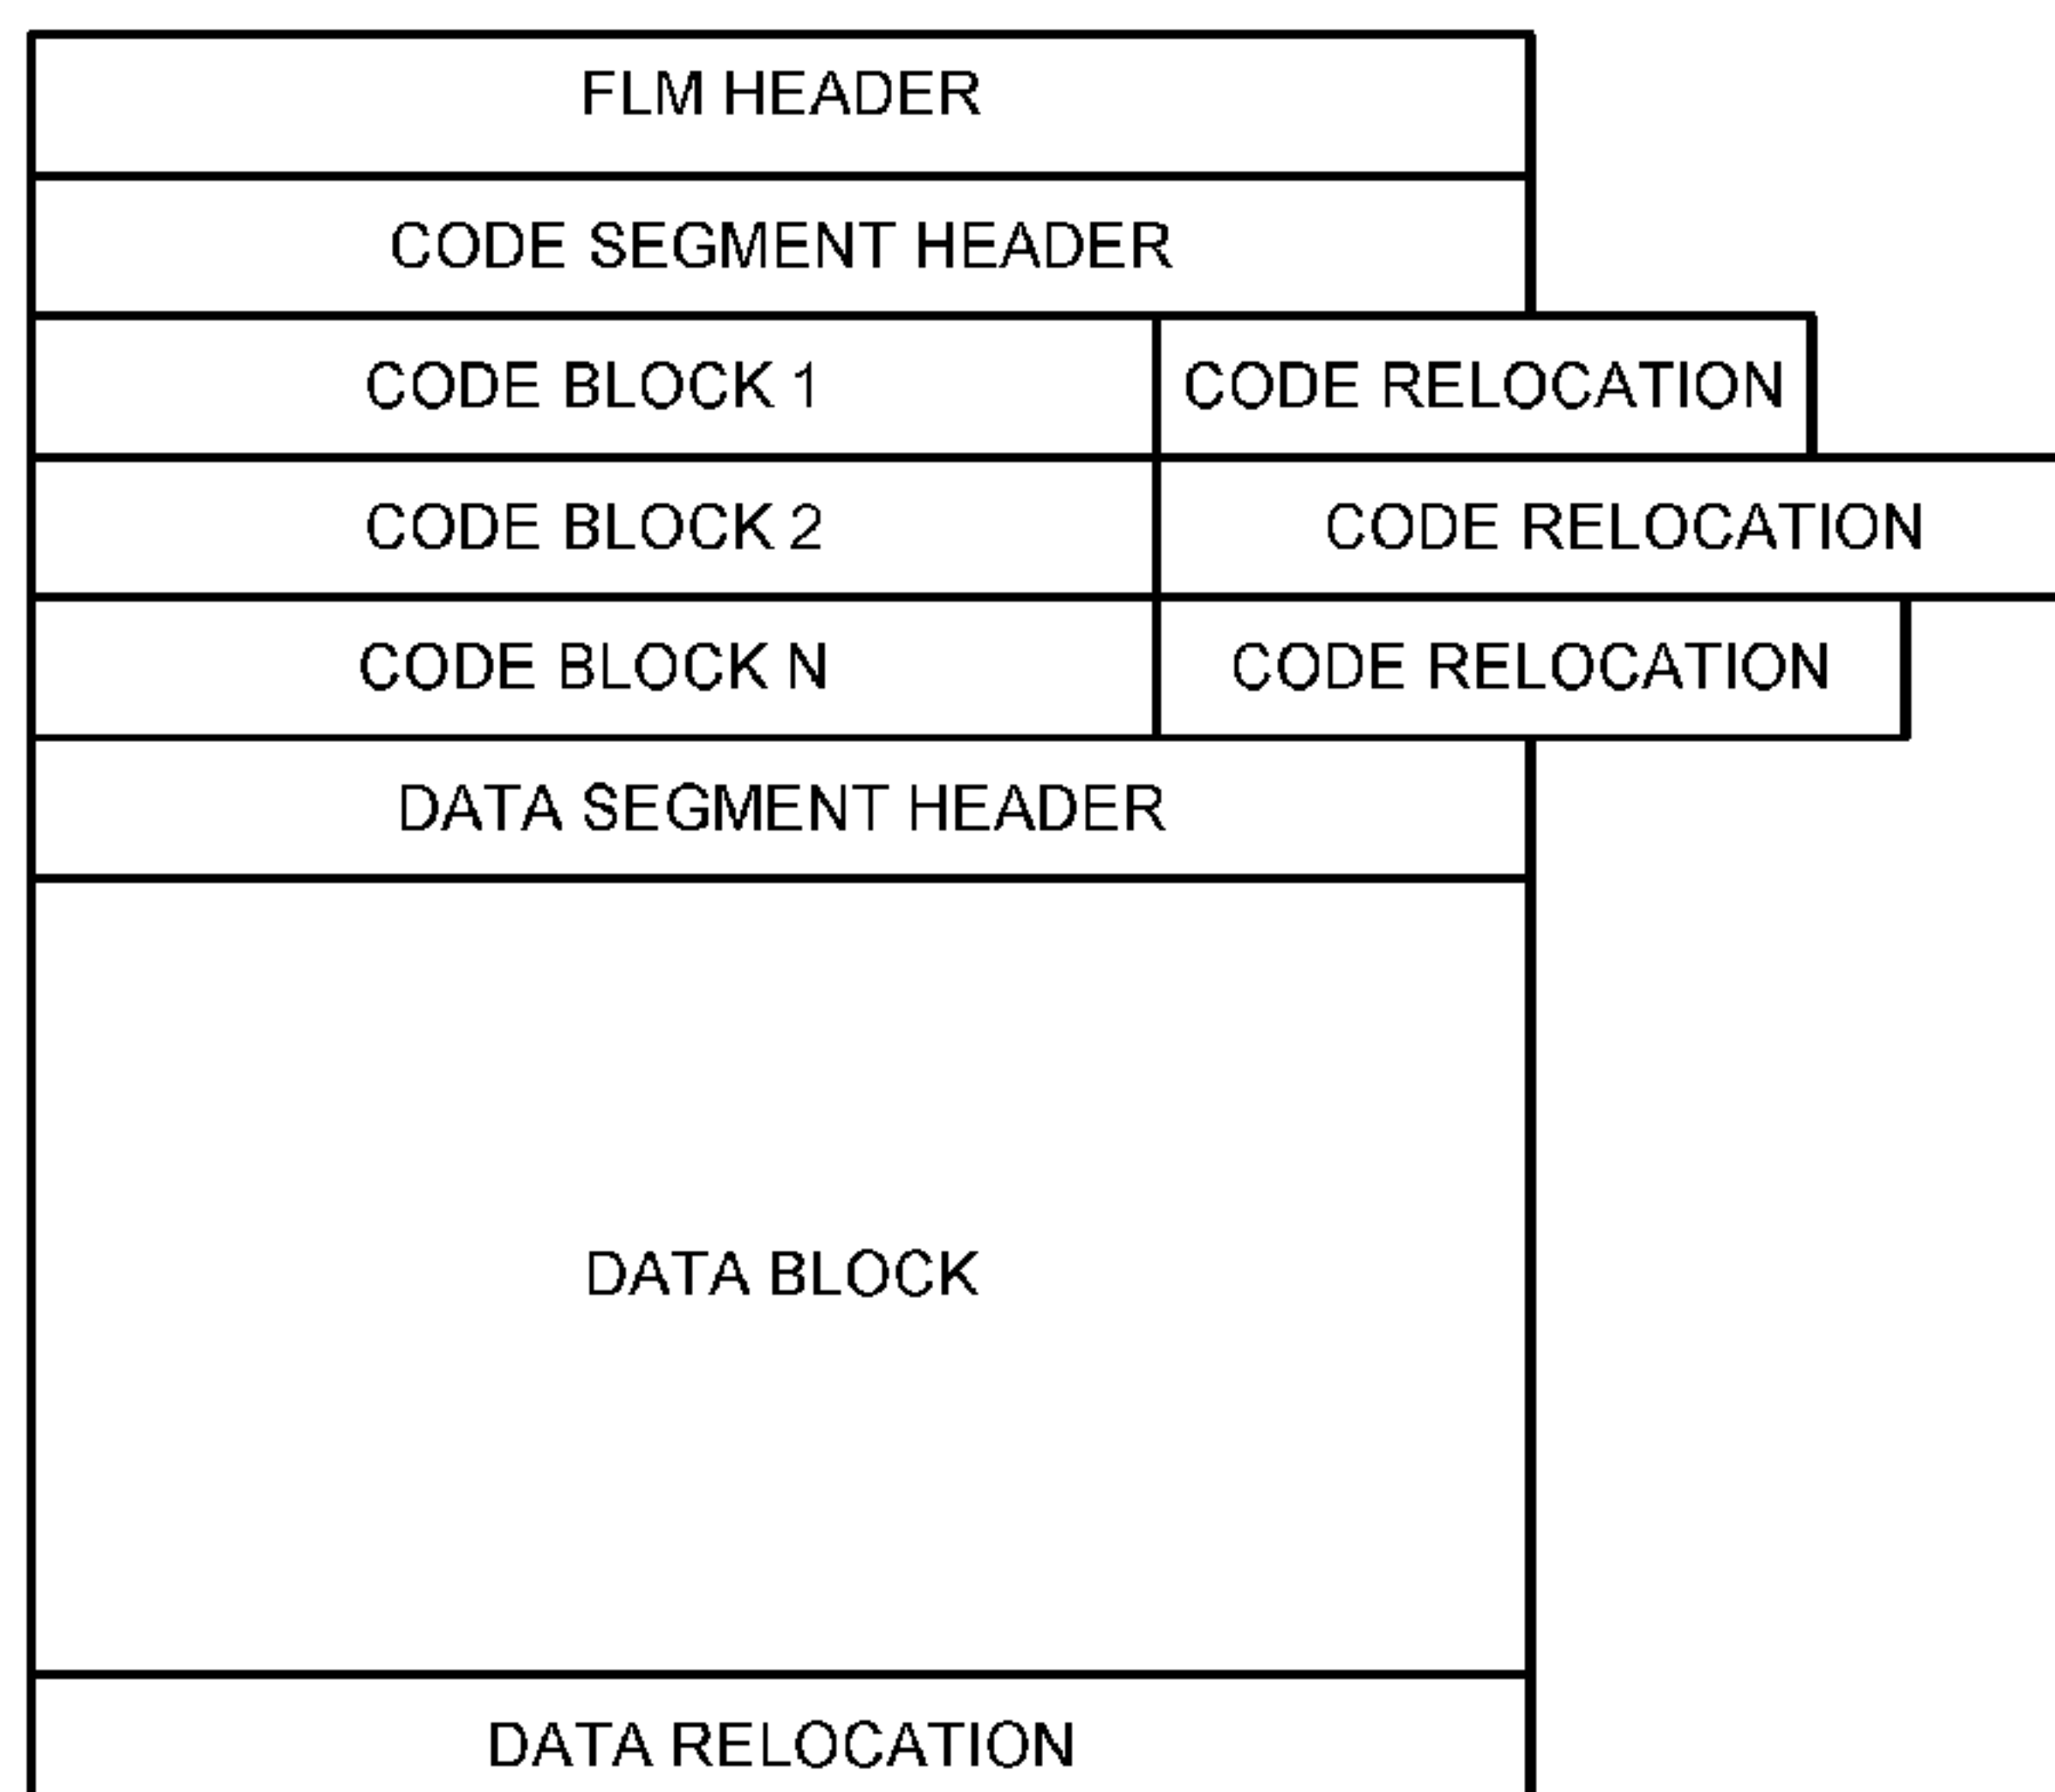 FLM HEADER
CODE SEGMENT HEADER
CODE BLOCK 1 CODE RELOCATION
CODE BLOCK 2 CODE RELOCATION
CODE BLOCK N CODE RELOCATION
DATA SEGMENT HEADER
DATA BLOCK
DATA RELOCATION